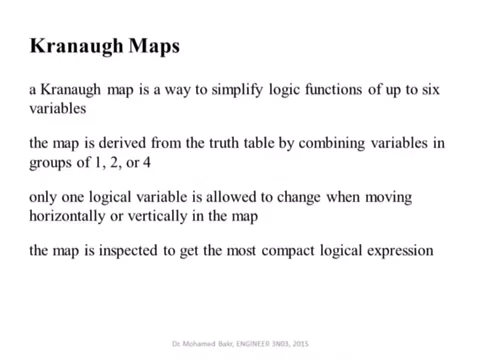 Kranaugh Maps
a Kranaugh map is a way to simplify logic functions of up to six
variables
the map is derived from the truth table by combining variables in
groups of 1, 2, or 4
only one logical variable is allowed to change when moving
horizontally or vertically in the map
the map is inspected to get the most compact logical expression
Dr. Mohamed Bakr, ENGINEER 3N03, 2015